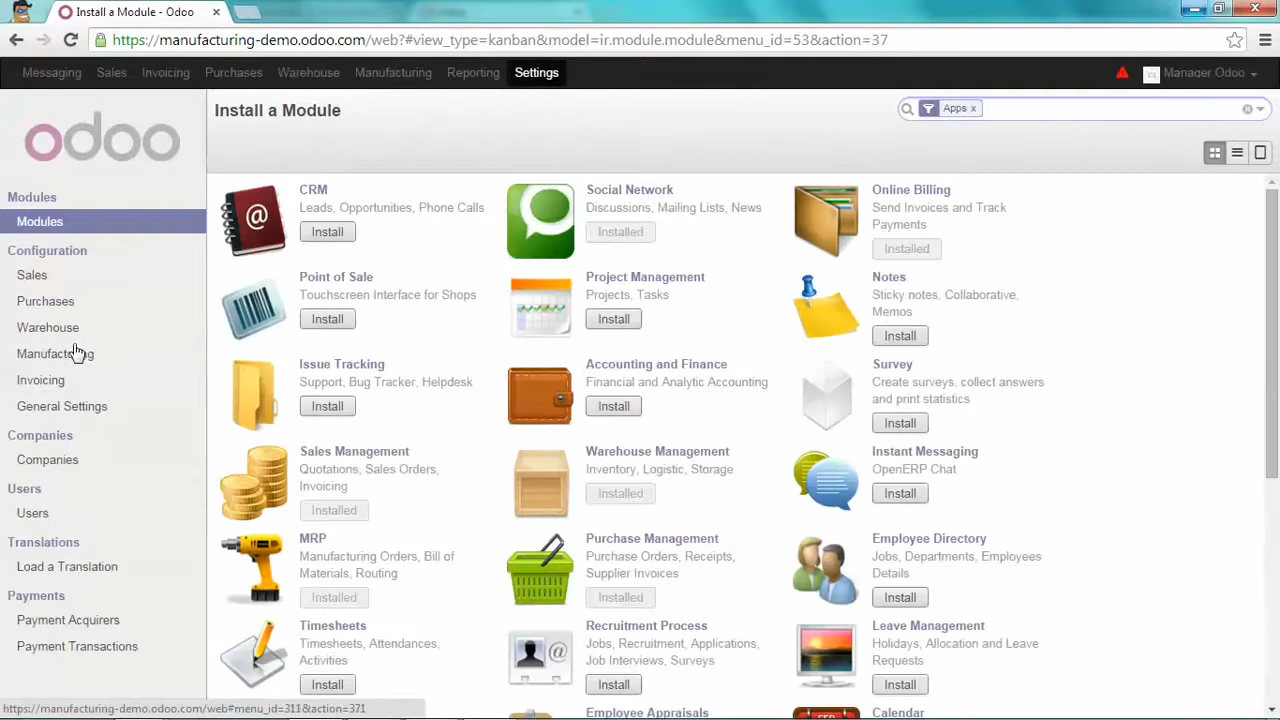 Install a Module - Odoo
https://manufacturing-demo.odoo.com/web?#view_type=kanban&model=ir.module.module&menu_id=53&action=37
Messaging Sales Invoicing Purchases Warehouse Manufacturing Reporting Settings Manager Odoo
odoo
Modules
Modules
Configuration
Sales
Purchases
Warehouse
Manufacturing
Invoicing
General Settings
Companies
Companies
Users
Users
Translations
Load a Translation
Payments
Payment Acquirers
Payment Transactions
https://manufacturing-demo.odoo.com/web#menu_id=311&action=371
Install a Module
Apps x
CRM
Leads, Opportunities, Phone Calls
Install
Social Network
Discussions, Mailing Lists, News
Installed
Online Billing
Send Invoices and Track
Payments
Installed
Point of Sale
Touchscreen Interface for Shops
Install
Project Management
Projects, Tasks
Install
Notes
Sticky notes, Collaborative,
Memos
Install
Issue Tracking
Support, Bug Tracker, Helpdesk
Install
Accounting and Finance
Financial and Analytic Accounting
Install
Survey
Create surveys, collect answers
and print statistics
Install
Sales Management
Quotations, Sales Orders,
Invoicing
Installed
Warehouse Management
Inventory, Logistic, Storage
Installed
Instant Messaging
OpenERP Chat
Install
MRP
Manufacturing Orders, Bill of
Materials, Routing
Installed
Purchase Management
Purchase Orders, Receipts,
Supplier Invoices
Installed
Employee Directory
Jobs, Departments, Employees
Details
Install
Timesheets
Timesheets, Attendances,
Activities
Install
Recruitment Process
Jobs, Recruitment, Applications,
Job Interviews, Surveys
Install
Leave Management
Holidays, Allocation and Leave
Requests
Install
Employee Appraisals
Calendar